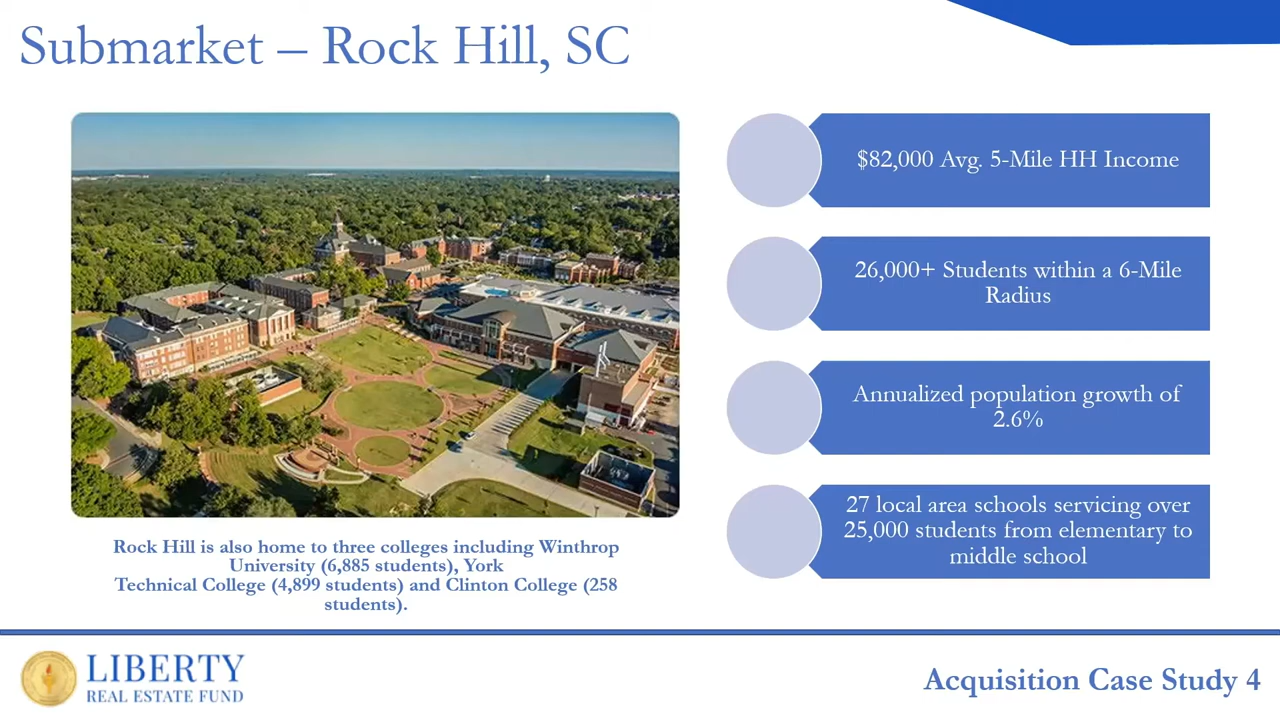 Submarket – Rock Hill, SC
$82,000 Avg. 5-Mile HH Income
26,000+ Students within a 6-Mile
Radius
Annualized population growth of
2.6%
27 local area schools servicing over
25,000 students from elementary to
middle school
Rock Hill is also home to three colleges including Winthrop
University (6,885 students), York
Technical College (4,899 students) and Clinton College (258
students).
LIBERTY
REAL ESTATE FUND
Acquisition Case Study 4